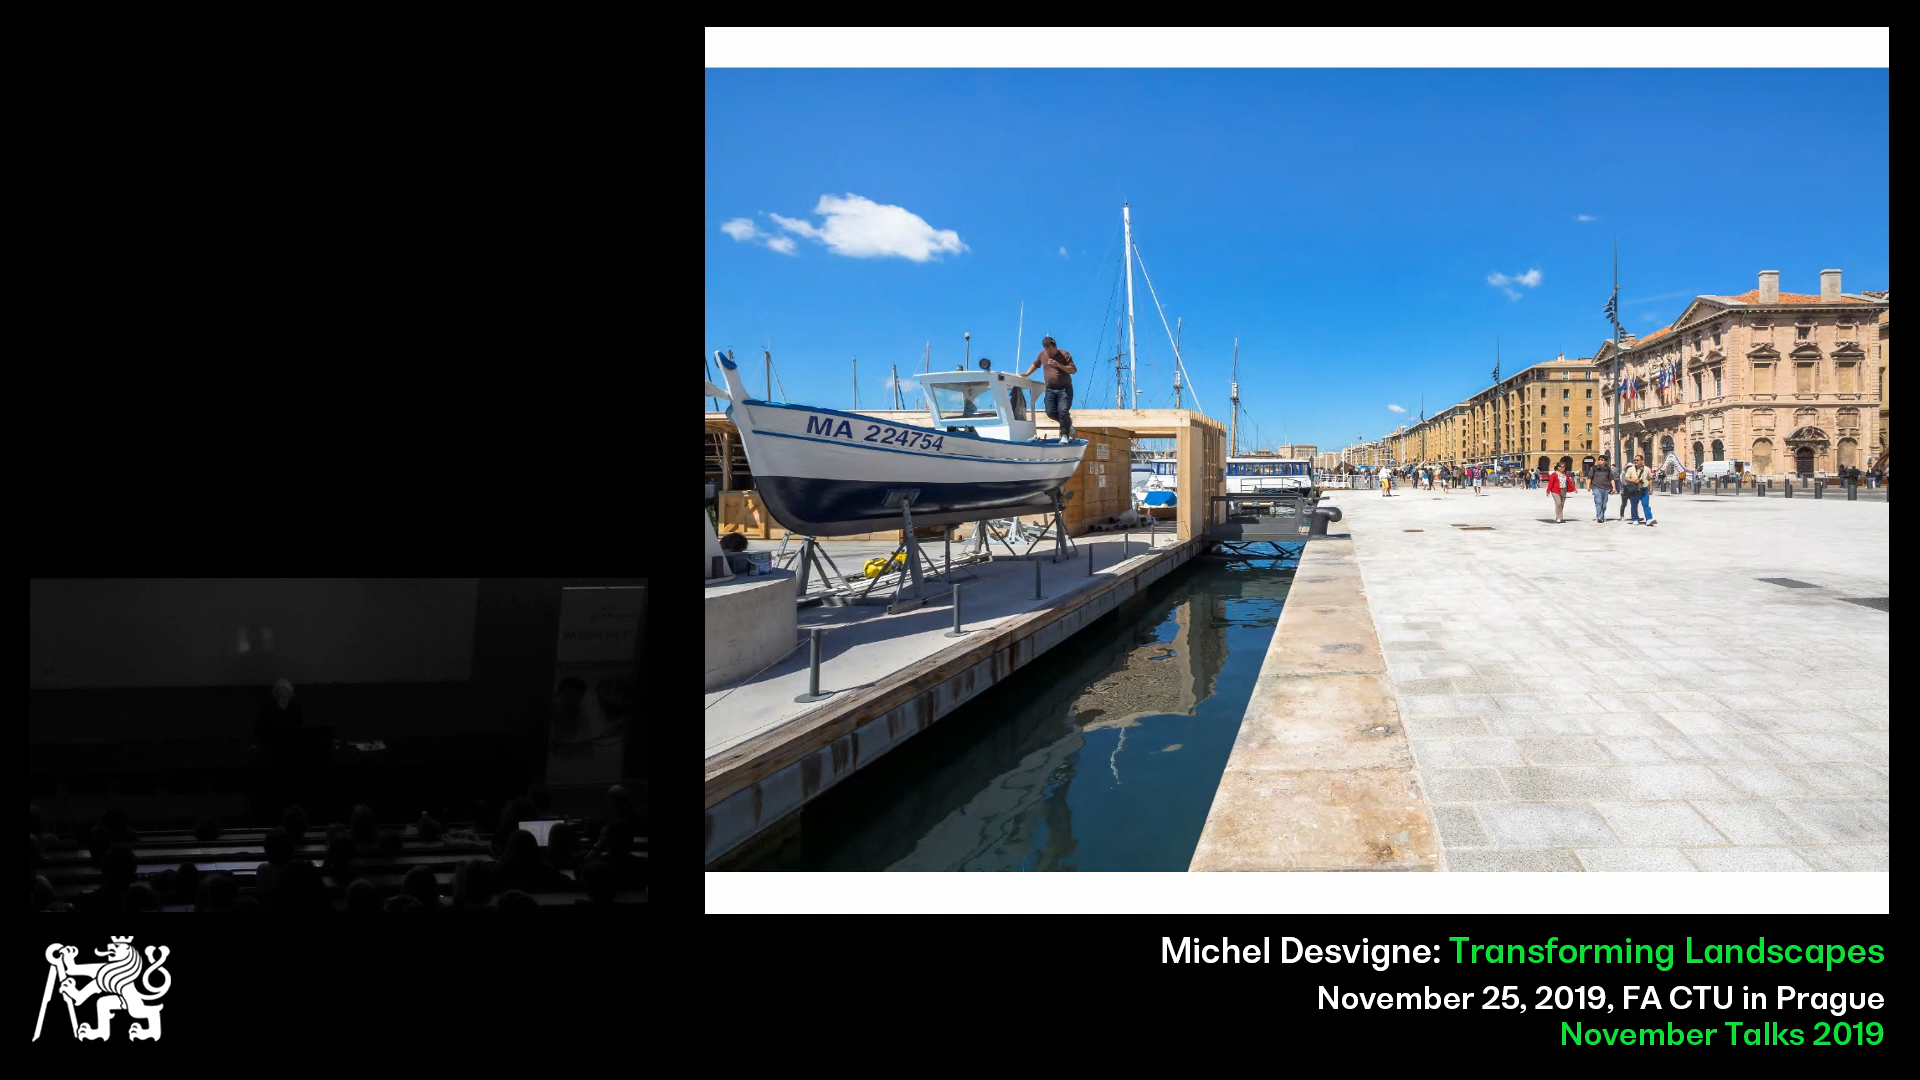 MA 224754
Michel Desvigne: Transforming Landscapes
November 25, 2019, FA CTU in Prague
November Talks 2019